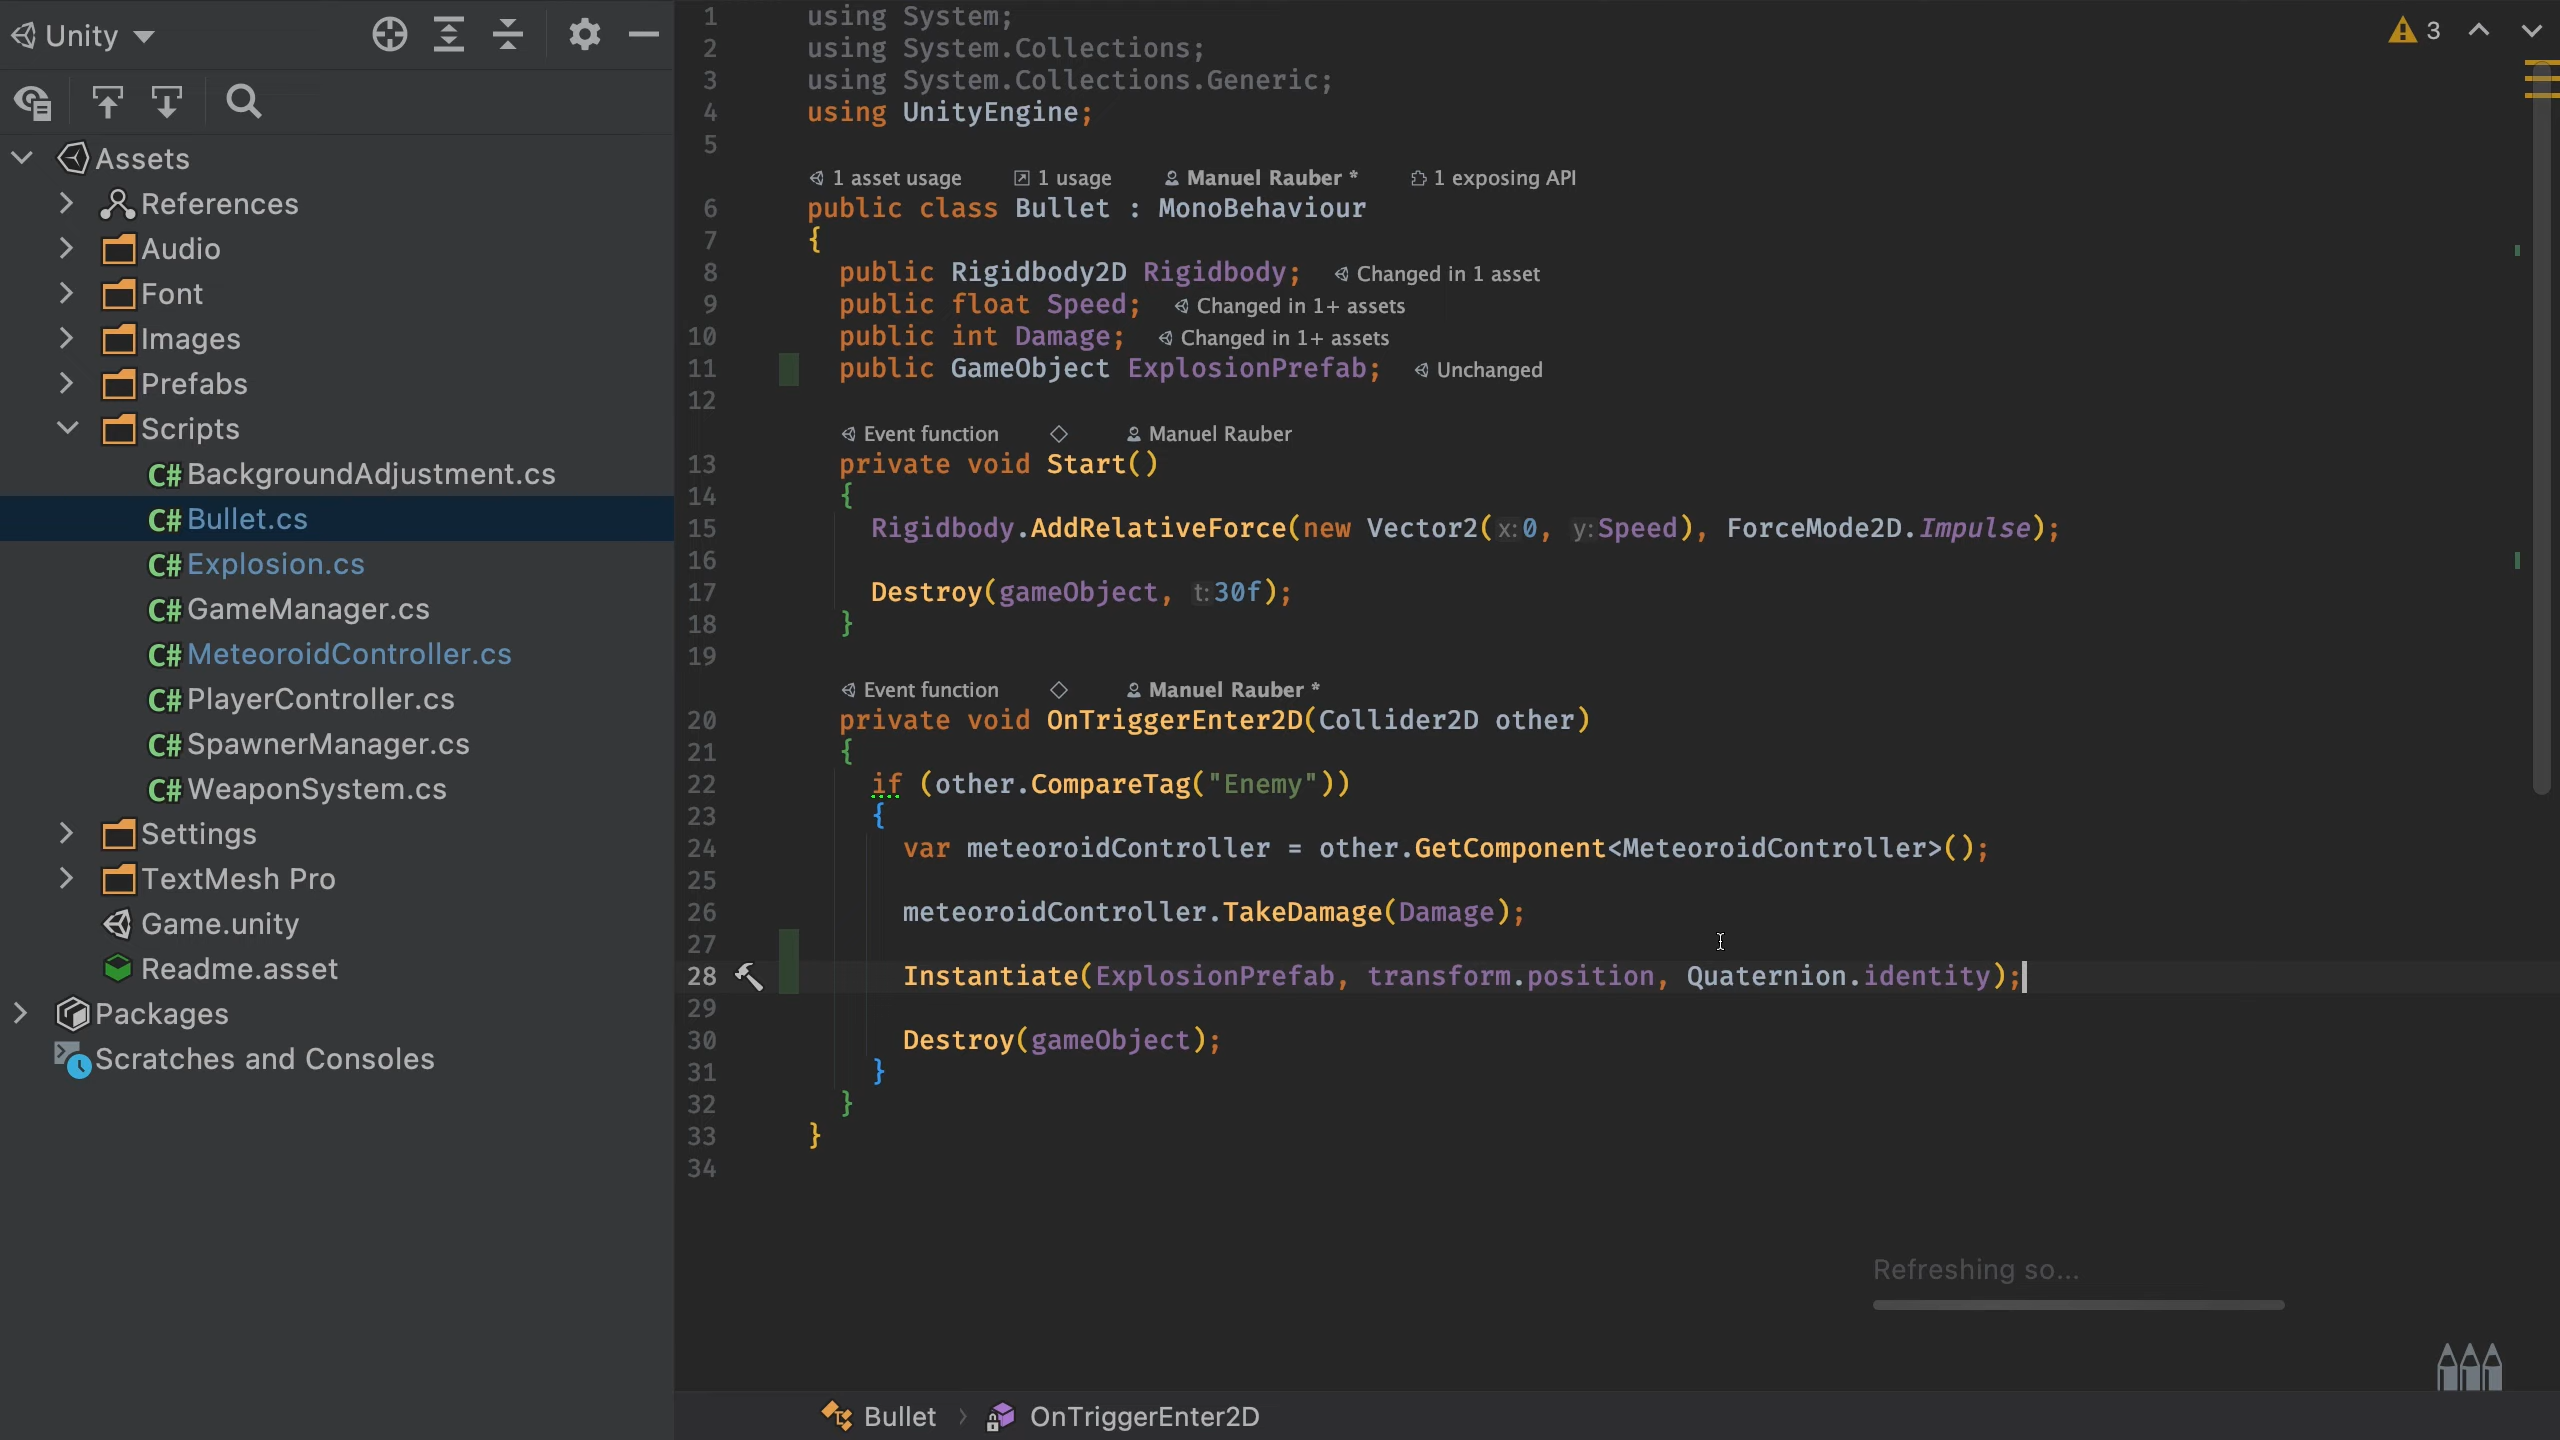 Unity
Assets
References
Audio
Font
Images
Prefabs
Scripts
C# BackgroundAdjustment.cs
C# Bullet.cs
C# Explosion.cs
C# GameManager.cs
C# MeteoroidController.cs
C# PlayerController.cs
C# SpawnerManager.cs
C# WeaponSystem.cs
Settings
TextMesh Pro
Game.unity
Readme.asset
Packages
Scratches and Consoles
3
1 using System;
2 using System.Collections;
3 using System.Collections.Generic;
4 using UnityEngine;
5
1 asset usage 1 usage Manuel Rauber * 1 exposing API
6 public class Bullet : MonoBehaviour
7 {
8 public Rigidbody2D Rigidbody; Changed in 1 asset
9 public float Speed; Changed in 1+ assets
10 public int Damage; Changed in 1+ assets
11 public GameObject ExplosionPrefab; Unchanged
12
Event function Manuel Rauber
13 private void Start()
14 {
15 Rigidbody.AddRelativeForce(new Vector2(x:0, y:Speed), ForceMode2D.Impulse);
16
17 Destroy(gameObject, t:30f);
18 }
19
Event function Manuel Rauber *
20 private void OnTriggerEnter2D(Collider2D other)
21 {
22 if (other.CompareTag("Enemy"))
23 {
24 var meteoroidController = other.GetComponent<MeteoroidController>();
25
26 meteoroidController.TakeDamage(Damage);
27
28 Instantiate(ExplosionPrefab, transform.position, Quaternion.identity);
29
30 Destroy(gameObject);
31 }
32 }
33 }
34
Refreshing so...
Bullet OnTriggerEnter2D